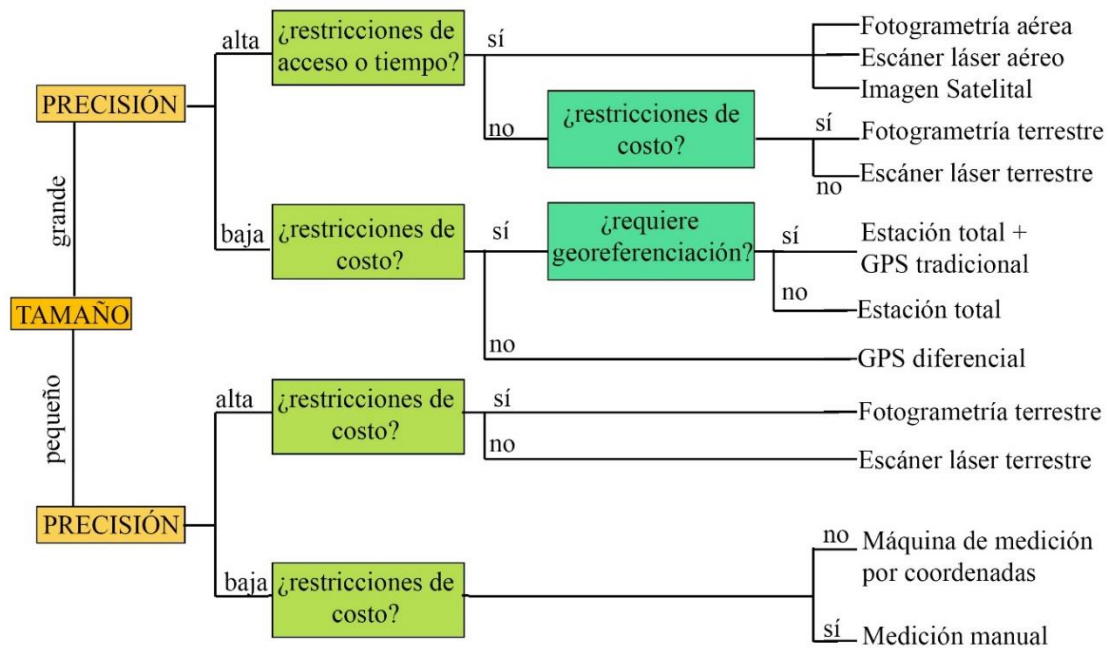 alta
¿restricciones de
acceso o tiempo?
sí
Fotogrametría aérea
Escáner láser aéreo
Imagen Satelital
PRECISIÓN
no
¿restricciones de
costo?
sí
Fotogrametría terrestre
no
Escáner láser terrestre
grande
baja
¿restricciones de
costo?
sí
¿requiere
georeferenciación?
sí
Estación total +
GPS tradicional
no
Estación total
TAMAÑO
no
GPS diferencial
pequeño
alta
¿restricciones de
costo?
sí
Fotogrametría terrestre
no
Escáner láser terrestre
PRECISIÓN
baja
¿restricciones de
costo?
no
Máquina de medición
por coordenadas
sí
Medición manual